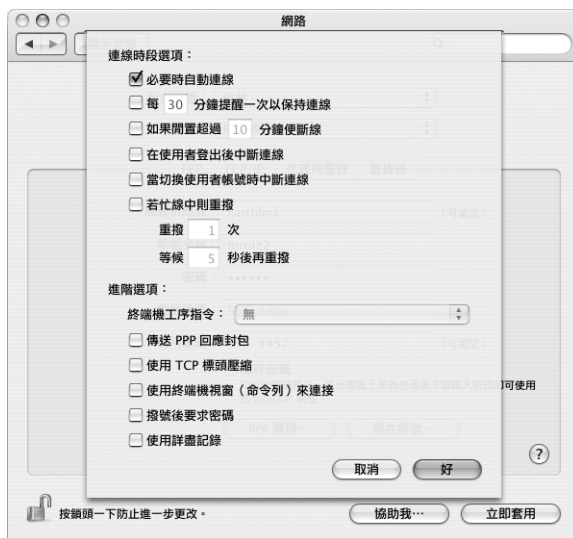 網路
連線時段選項：
必要時自動連線
每 30 分鐘提醒一次以保持連線
如果閒置超過 10 分鐘便斷線
在使用者登出後中斷連線
當切換使用者帳號時中斷連線
若忙線中則重撥
重撥 1 次
等候 5 秒後再重撥
進階選項：
終端機工序指令： 無
傳送 PPP 回應封包
使用 TCP 標頭壓縮
使用終端機視窗（命令列）來連接
即可使用
撥號後要求密碼
使用詳盡記錄
取消 好
?
按鎖頭一下防止進一步更改。 協助我… 立即套用